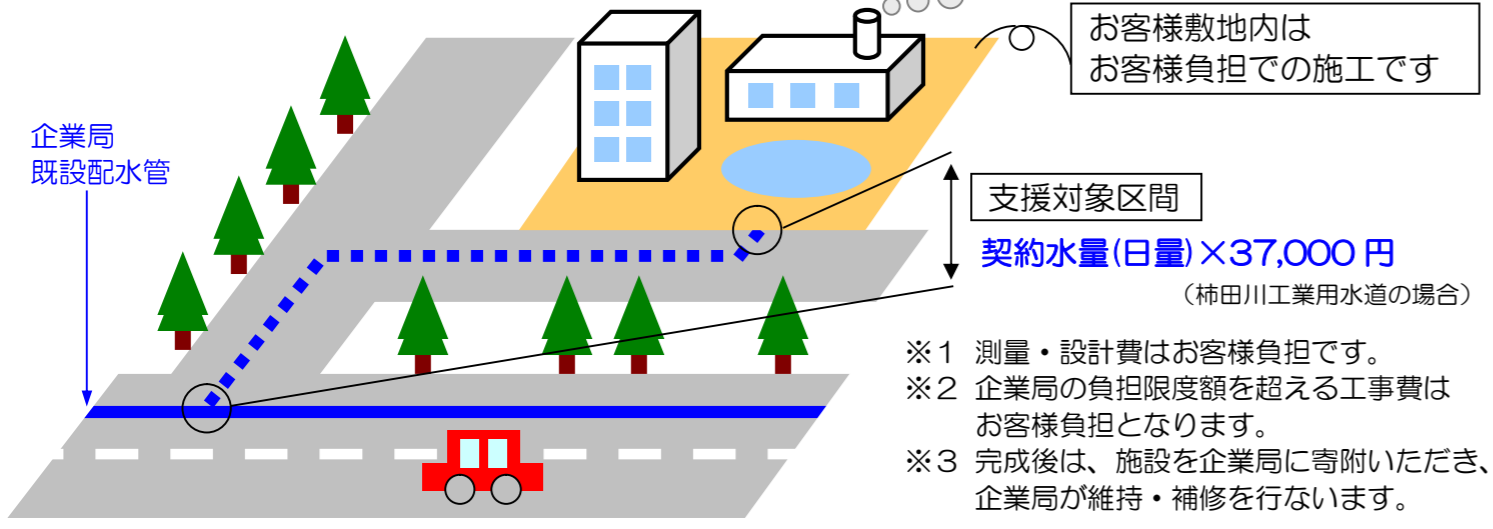 お客様敷地内は
お客様負担での施工です
企業局
既設配水管
支援対象区間
契約水量(日量)×37,000円
（柿田川工業用水道の場合）
※1 測量・設計費はお客様負担です。
※2 企業局の負担限度額を超える工事費は
お客様負担となります。
※3 完成後は、施設を企業局に寄附いただき、
企業局が維持・補修を行ないます。